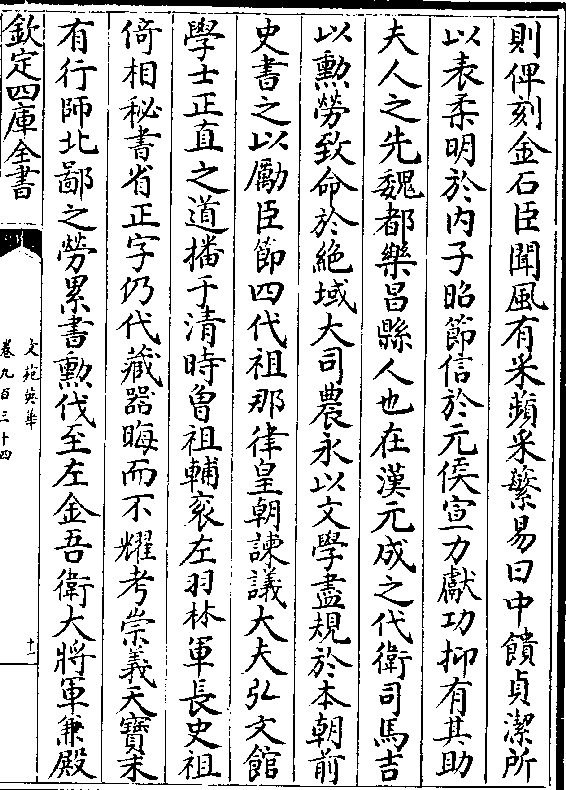 則俾刻金石臣聞風有采蘋采蘩易曰中饋貞潔所
以表柔明於内子昭節信於元侯宣力獻功抑有其助
夫人之先魏都樂昌縣人也在漢元成之代衛司馬吉
以勲勞致命於絶域大司農永以文學盡規於本朝前
史書之以勵臣節四代祖那律皇朝諫議大夫弘文館
學士正直之道播于清時曾祖輔衮左羽林軍長史祖
倚相秘書省正字仍代藏器晦而不耀考崇義天寳末
有行師北鄙之勞累書勲伐至左金吾衛大將軍兼殿
欽定四庫全書
文苑英華
卷九百三十四
十二